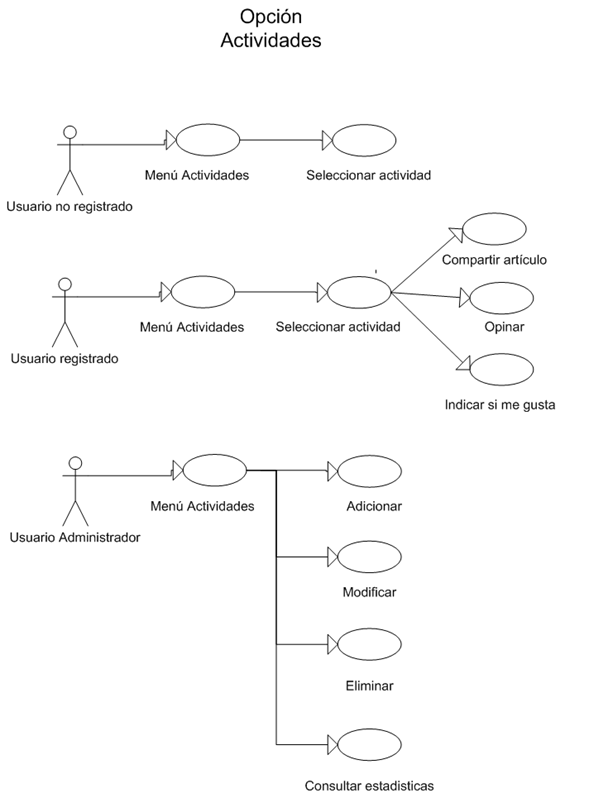 Opción
Actividades
Menú Actividades
Seleccionar actividad
Usuario no registrado
Compartir artículo
Menú Actividades
Seleccionar actividad
Opinar
Usuario registrado
Indicar si me gusta
Menú Actividades
Adicionar
Usuario Administrador
Modificar
Eliminar
Consultar estadisticas